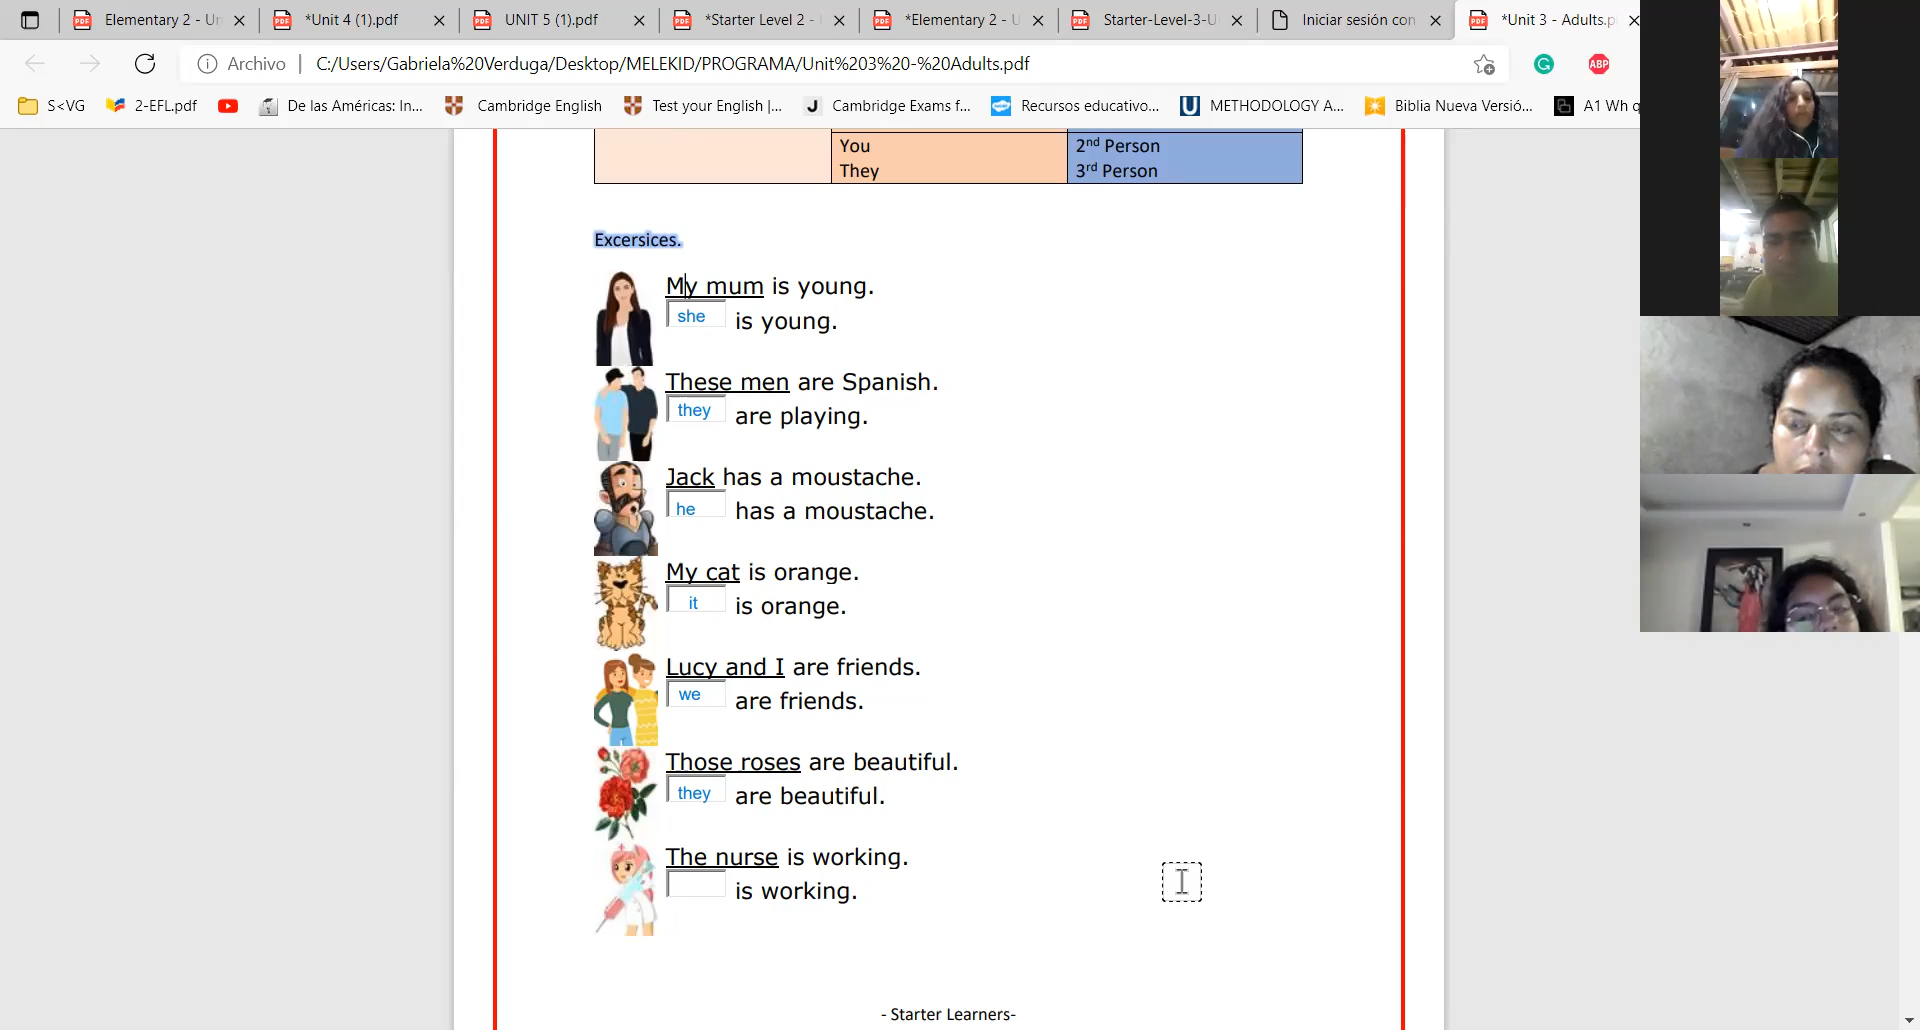 Elementary 2 - Un
*Unit 4 (1).pdf
UNIT 5 (1).pdf
*Starter Level 2 -
*Elementary 2 - U
Starter-Level-3-U
Iniciar sesión con
*Unit 3 - Adults.p
Archivo | C:/Users/Gabriela%20Verduga/Desktop/MELEKID/PROGRAMA/Unit%203%20-%20Adults.pdf
ABP
S<VG
2-EFL.pdf
De las Américas: In...
Cambridge English
Test your English |...
Cambridge Exams f...
Recursos educativo...
METHODOLOGY A...
Biblia Nueva Versió...
A1 Wh q
You
2nd Person
They
3rd Person
Excersices.
My mum is young.
she is young.
These men are Spanish.
they are playing.
Jack has a moustache.
he has a moustache.
My cat is orange.
it is orange.
Lucy and I are friends.
we are friends.
Those roses are beautiful.
they are beautiful.
The nurse is working.
is working.
- Starter Learners-